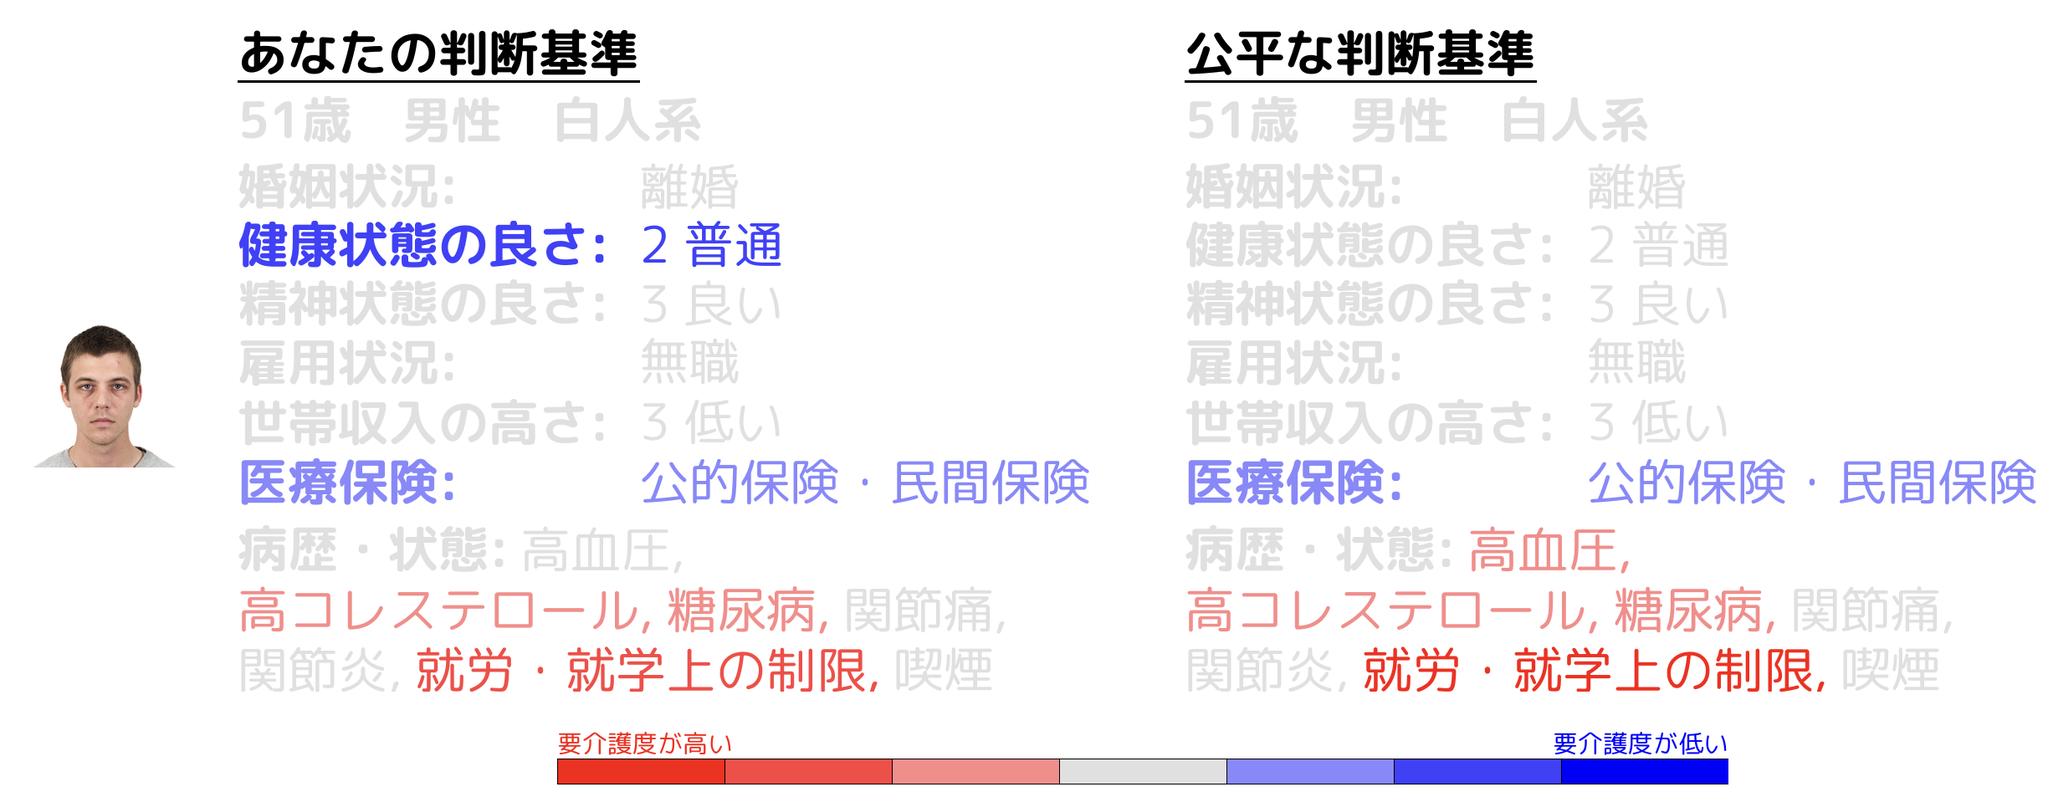 あなたの判断基準
51歳 男性 白人系
婚姻状況: 離婚
健康状態の良さ: 2 普通
精神状態の良さ: 3 良い
雇用状況: 無職
世帯収入の高さ: 3 低い
医療保険: 公的保険・民間保険
病歴・状態: 高血圧,
高コレステロール, 糖尿病, 関節痛,
関節炎, 就労・就学上の制限, 喫煙
公平な判断基準
51歳 男性 白人系
婚姻状況: 離婚
健康状態の良さ: 2 普通
精神状態の良さ: 3 良い
雇用状況: 無職
世帯収入の高さ: 3 低い
医療保険: 公的保険・民間保険
病歴・状態: 高血圧,
高コレステロール, 糖尿病, 関節痛,
関節炎, 就労・就学上の制限, 喫煙
要介護度が高い
要介護度が低い